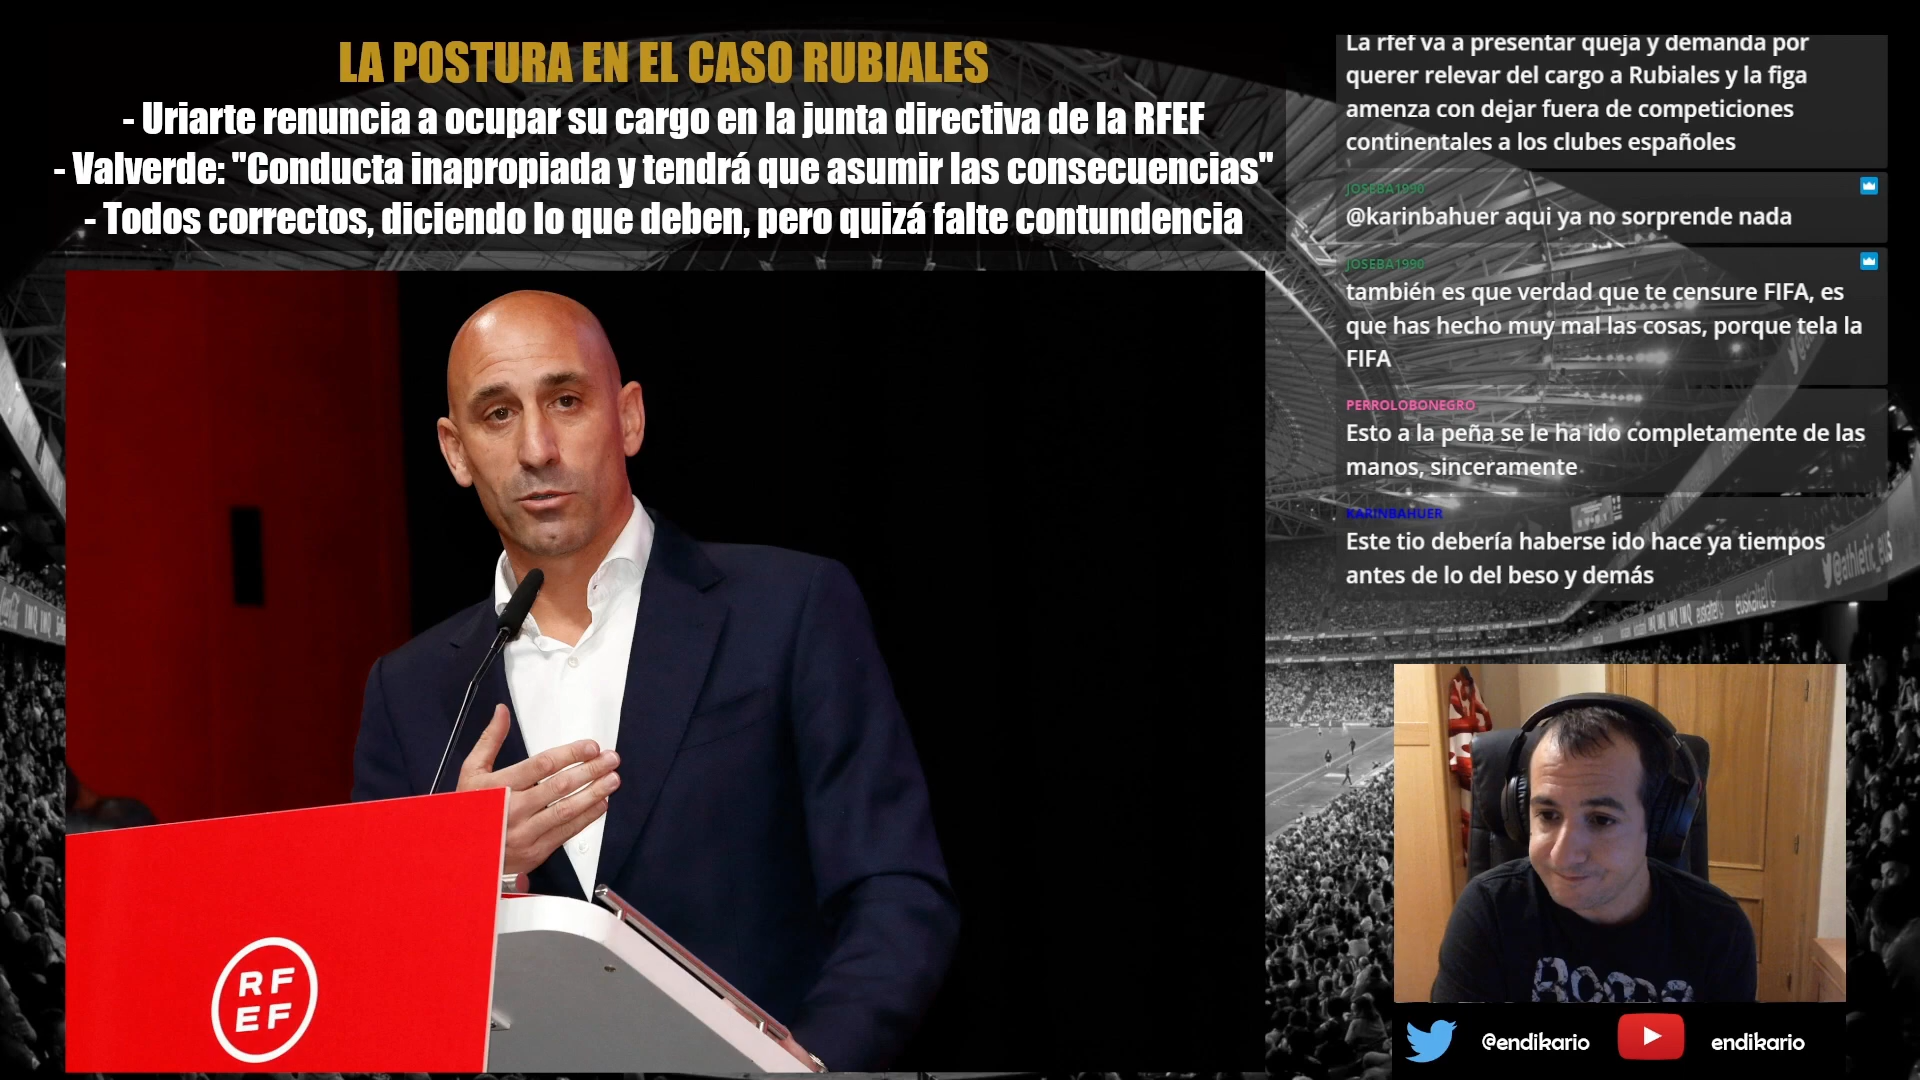 LA POSTURA EN EL CASO RUBIALES
- Uriarte renuncia a ocupar su cargo en la junta directiva de la RFEF
- Valverde: "Conducta inapropiada y tendrá que asumir las consecuencias"
- Todos correctos, diciendo lo que deben, pero quizá falte contundencia
La rfef va a presentar queja y demanda por
querer relevar del cargo a Rubiales y la figa
amenza con dejar fuera de competiciones
continentales a los clubes españoles
JOSEBA1990
@karinbahuer aqui ya no sorprende nada
JOSEBA1990
también es que verdad que te censure FIFA, es
que has hecho muy mal las cosas, porque tela la
FIFA
PERROLOBONEGRO
Esto a la peña se le ha ido completamente de las
manos, sinceramente
KARINBAHUER
Este tio debería haberse ido hace ya tiempos
antes de lo del beso y demás
@athletic_eus
euskaltel
RF
EF
Roma
@endikario
endikario